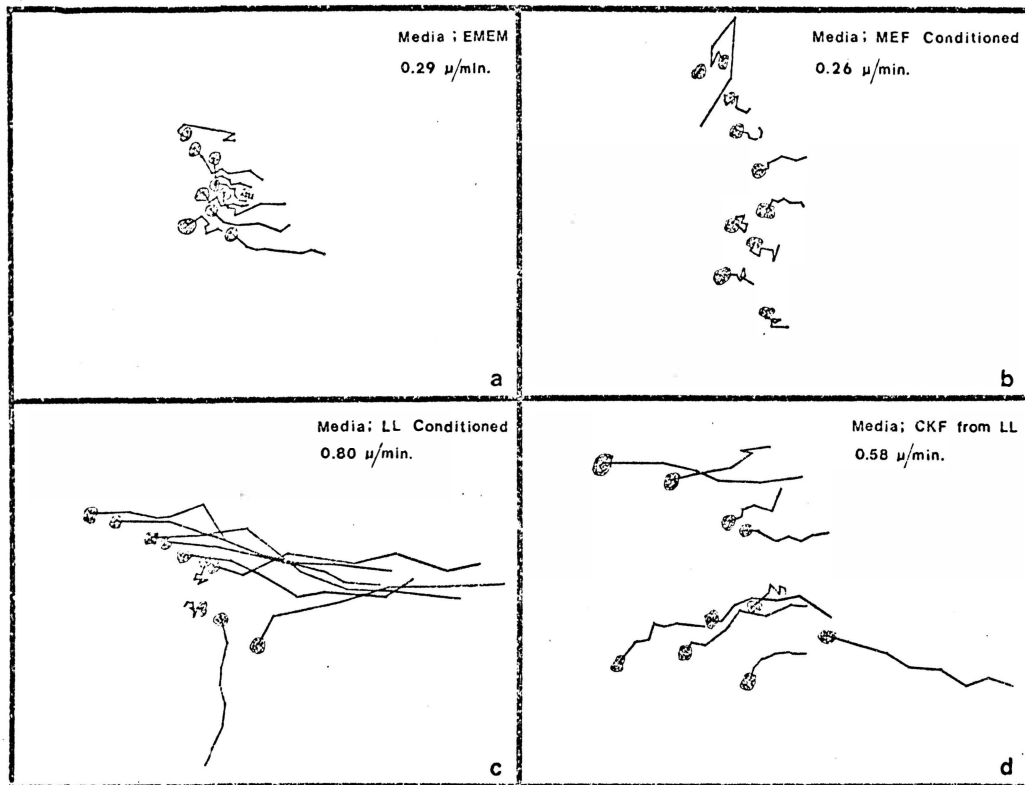 Media ; EMEM
0.29 μ/min.
a
Media; MEF Conditioned
0.26 μ/min.
b
Media; LL Conditioned
0.80 μ/min.
c
Media; CKF from LL
0.58 μ/min.
d